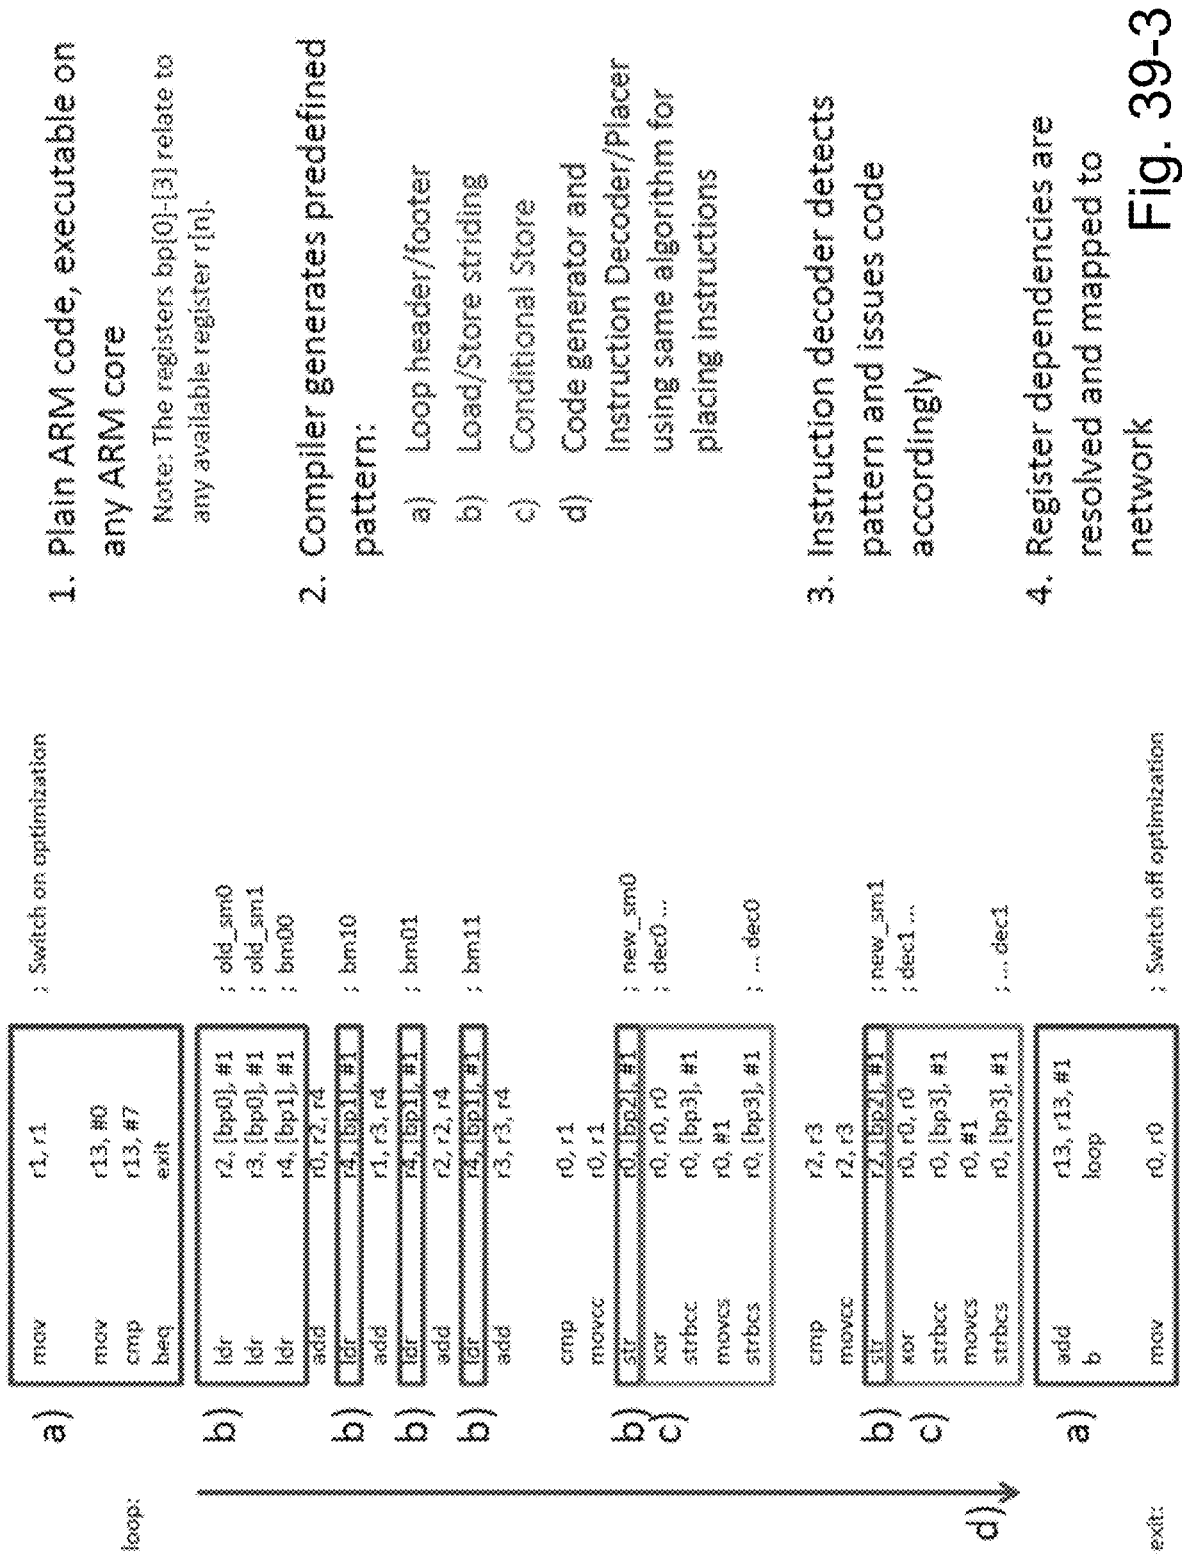 a) mov r1, r1 ; Switch on optimization
mov r13, #0
loop: cmp r13, #7
beq exit
b) ldr r2, [bp0], #1 ; old_sm0
ldr r3, [bp0], #1 ; old_sm1
ldr r4, [bp1], #1 ; bm00
add r0, r2, r4
b) ldr r4, [bp1], #1 ; bm10
add r1, r3, r4
b) ldr r4, [bp1], #1 ; bm01
add r2, r2, r4
b) ldr r4, [bp1], #1 ; bm11
add r3, r3, r4
cmp r0, r1
movcc r0, r1
b) str r0, [bp2], #1 ; new_sm0
c) xor r0, r0, r0 ; dec0 ...
strbcc r0, [bp3], #1
movcs r0, #1
strbcs r0, [bp3], #1 ; ... dec0
cmp r2, r3
movcc r2, r3
b) str r2, [bp2], #1 ; new_sm1
xor r0, r0, r0 ; dec1 ...
c) strbcc r0, [bp3], #1
movcs r0, #1
d) strbcs r0, [bp3], #1 ; ... dec1
a) add r13, r13, #1
b loop
exit: mov r0, r0 ; Switch off optimization
1. Plain ARM code, executable on
any ARM core
Note: The registers bp[0]-[3] relate to
any available register r[n].
2. Compiler generates predefined
pattern:
a) Loop header/footer
b) Load/Store striding
c) Conditional Store
d) Code generator and
Instruction Decoder/Placer
using same algorithm for
placing instructions
3. Instruction decoder detects
pattern and issues code
accordingly
4. Register dependencies are
resolved and mapped to
network
Fig. 39-3